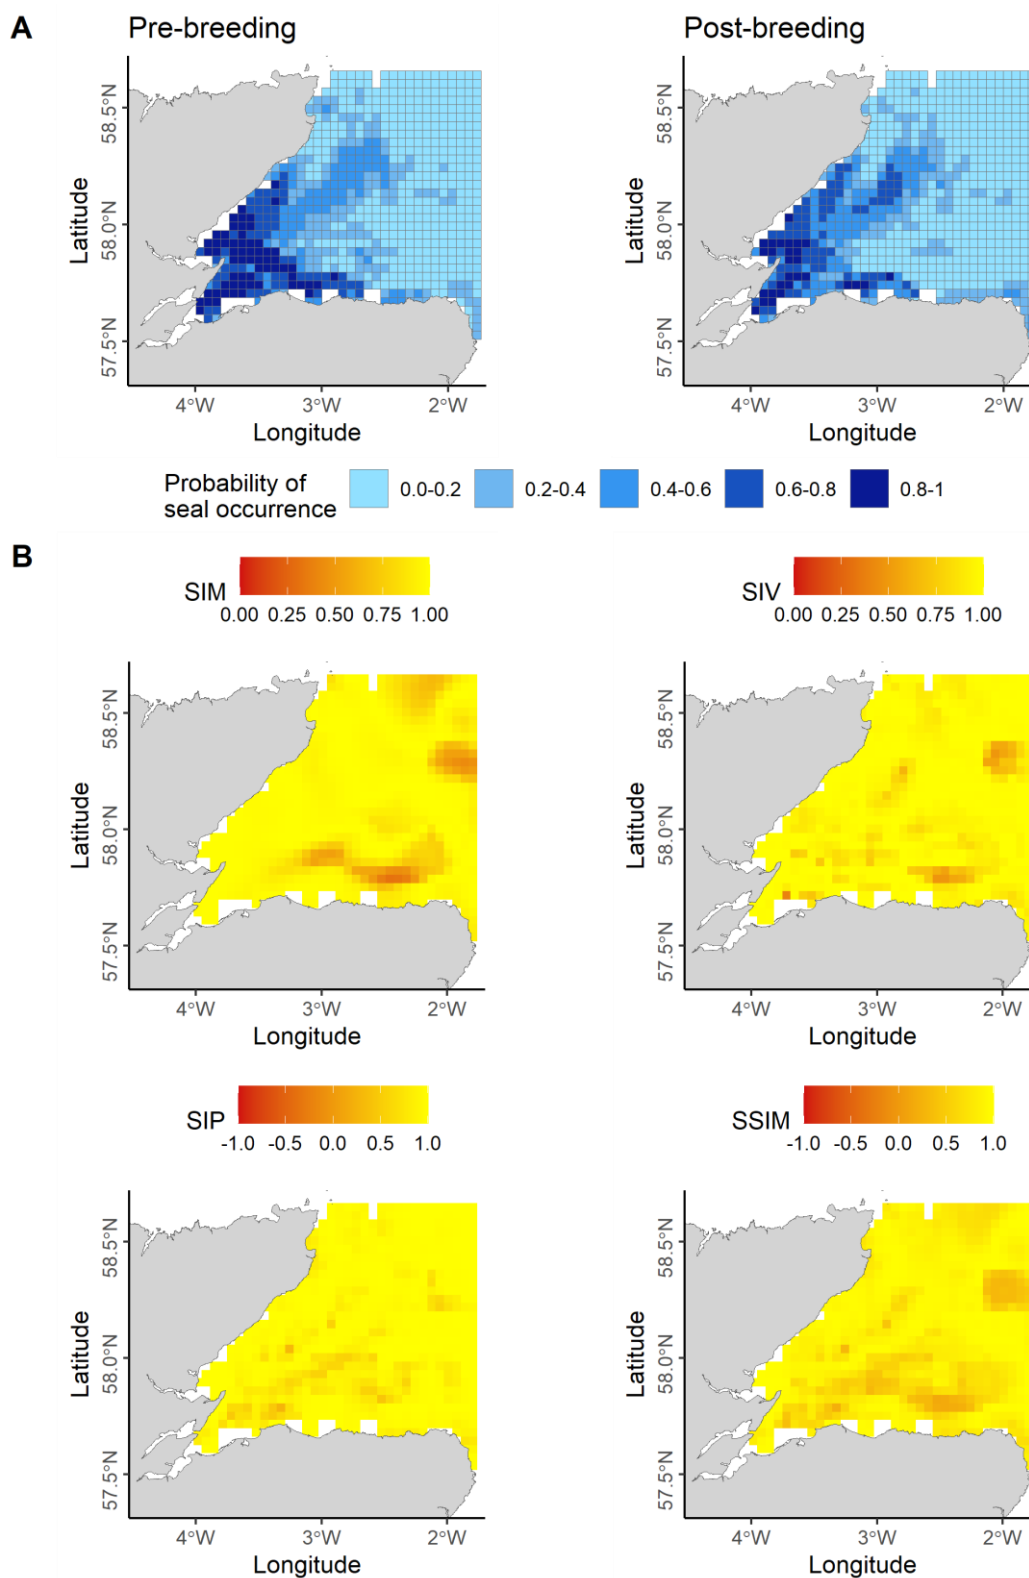 A
Pre-breeding
Post-breeding
Latitude
58.5°N
58.0°N
57.5°N
4°W
3°W
2°W
Longitude
Latitude
58.5°N
58.0°N
57.5°N
4°W
3°W
2°W
Longitude
Probability of
seal occurrence
0.0-0.2
0.2-0.4
0.4-0.6
0.6-0.8
0.8-1
B
SIM
0.00 0.25 0.50 0.75 1.00
Latitude
58.5°N
58.0°N
57.5°N
4°W
3°W
2°W
Longitude
SIV
0.00 0.25 0.50 0.75 1.00
Latitude
58.5°N
58.0°N
57.5°N
4°W
3°W
2°W
Longitude
SIP
-1.0 -0.5 0.0 0.5 1.0
Latitude
58.5°N
58.0°N
57.5°N
4°W
3°W
2°W
Longitude
SSIM
-1.0 -0.5 0.0 0.5 1.0
Latitude
58.5°N
58.0°N
57.5°N
4°W
3°W
2°W
Longitude